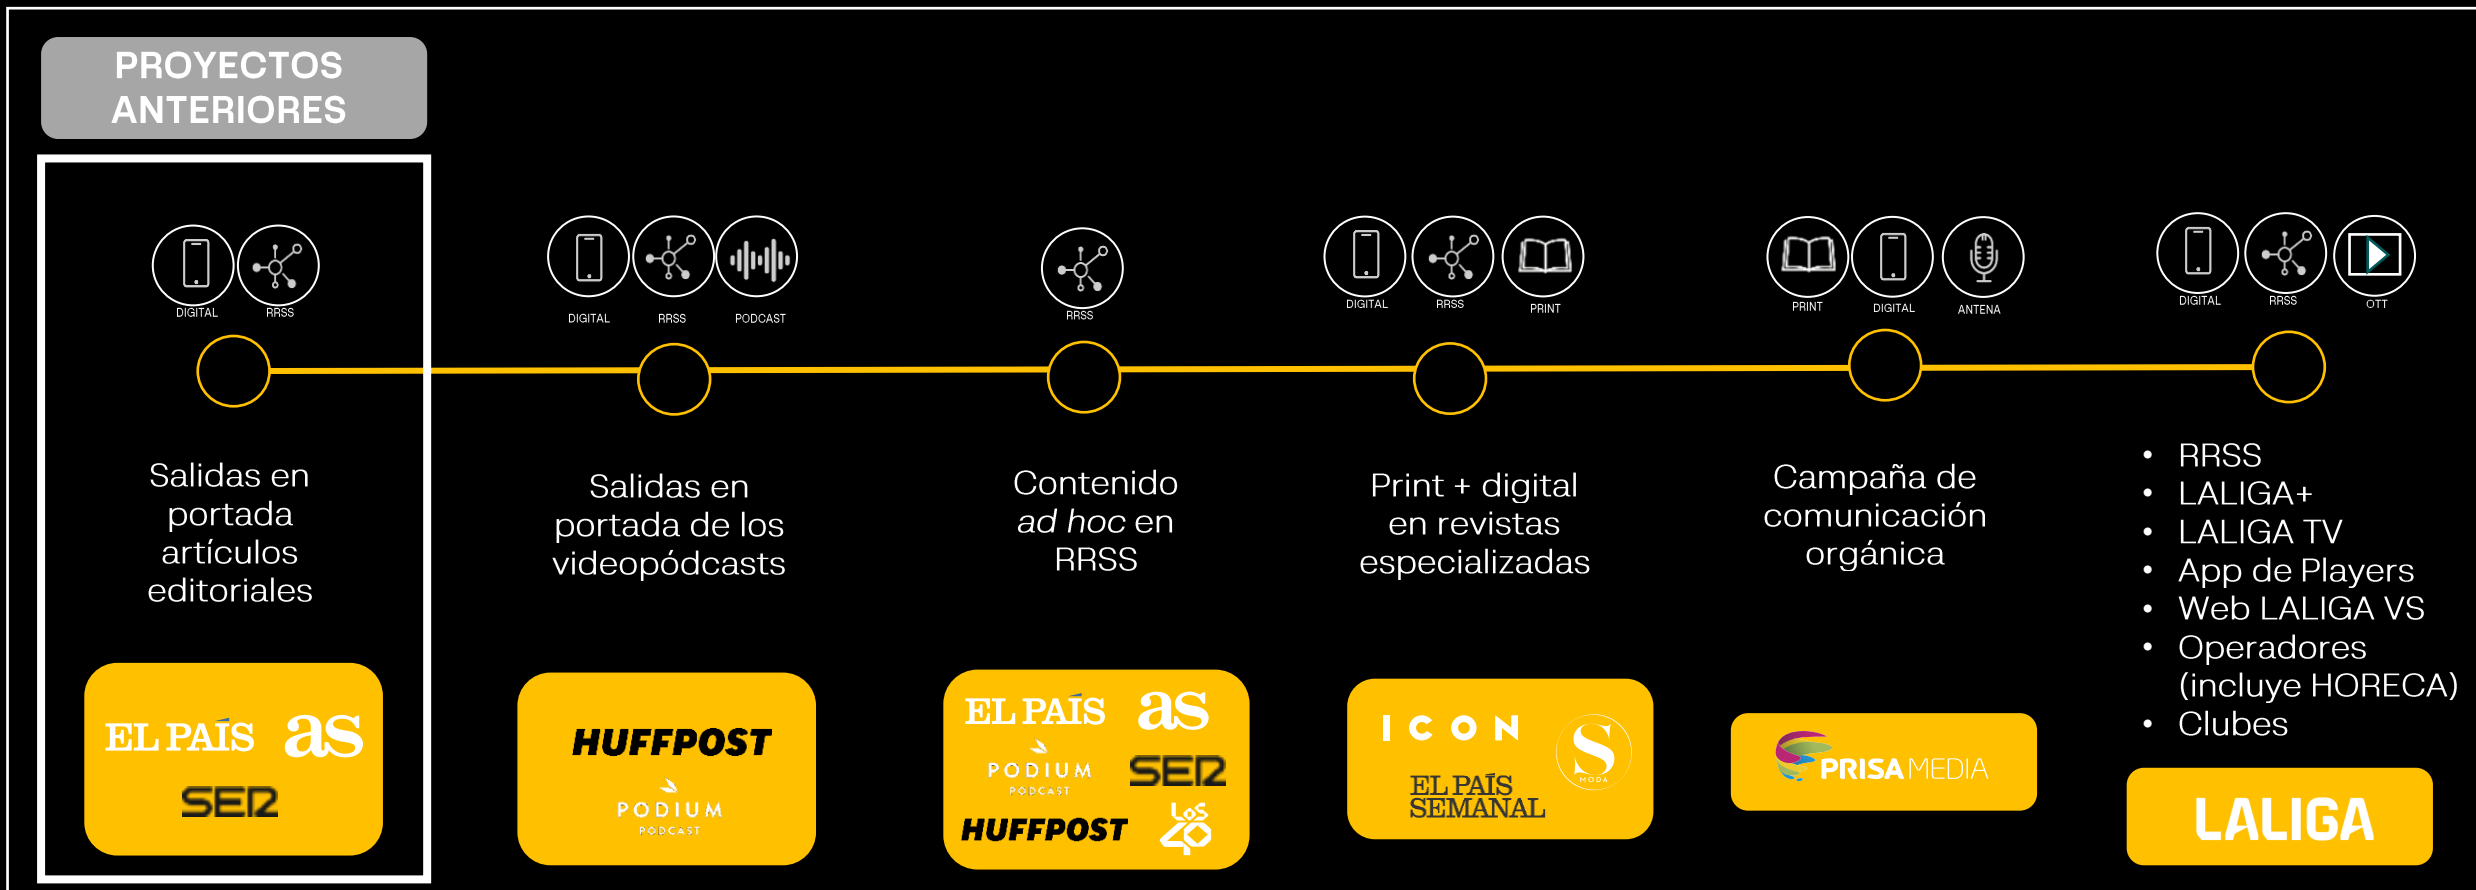 PROYECTOS
ANTERIORES
DIGITAL
RRSS
Salidas en
portada
artículos
editoriales
EL PAÍS
as
SER
DIGITAL
RRSS
PODCAST
Salidas en
portada de los
videopódcasts
HUFFPOST
PODIUM
PODCAST
RRSS
Contenido
ad hoc en
RRSS
EL PAÍS
as
PODIUM
PODCAST
SER
HUFFPOST
LOS
40
DIGITAL
RRSS
PRINT
Print + digital
en revistas
especializadas
ICON
S
MODA
EL PAÍS
SEMANAL
PRINT
DIGITAL
ANTENA
Campaña de
comunicación
orgánica
PRISA MEDIA
DIGITAL
RRSS
OTT
• RRSS
• LALIGA+
• LALIGA TV
• App de Players
• Web LALIGA VS
• Operadores
(incluye HORECA)
• Clubes
LALIGA